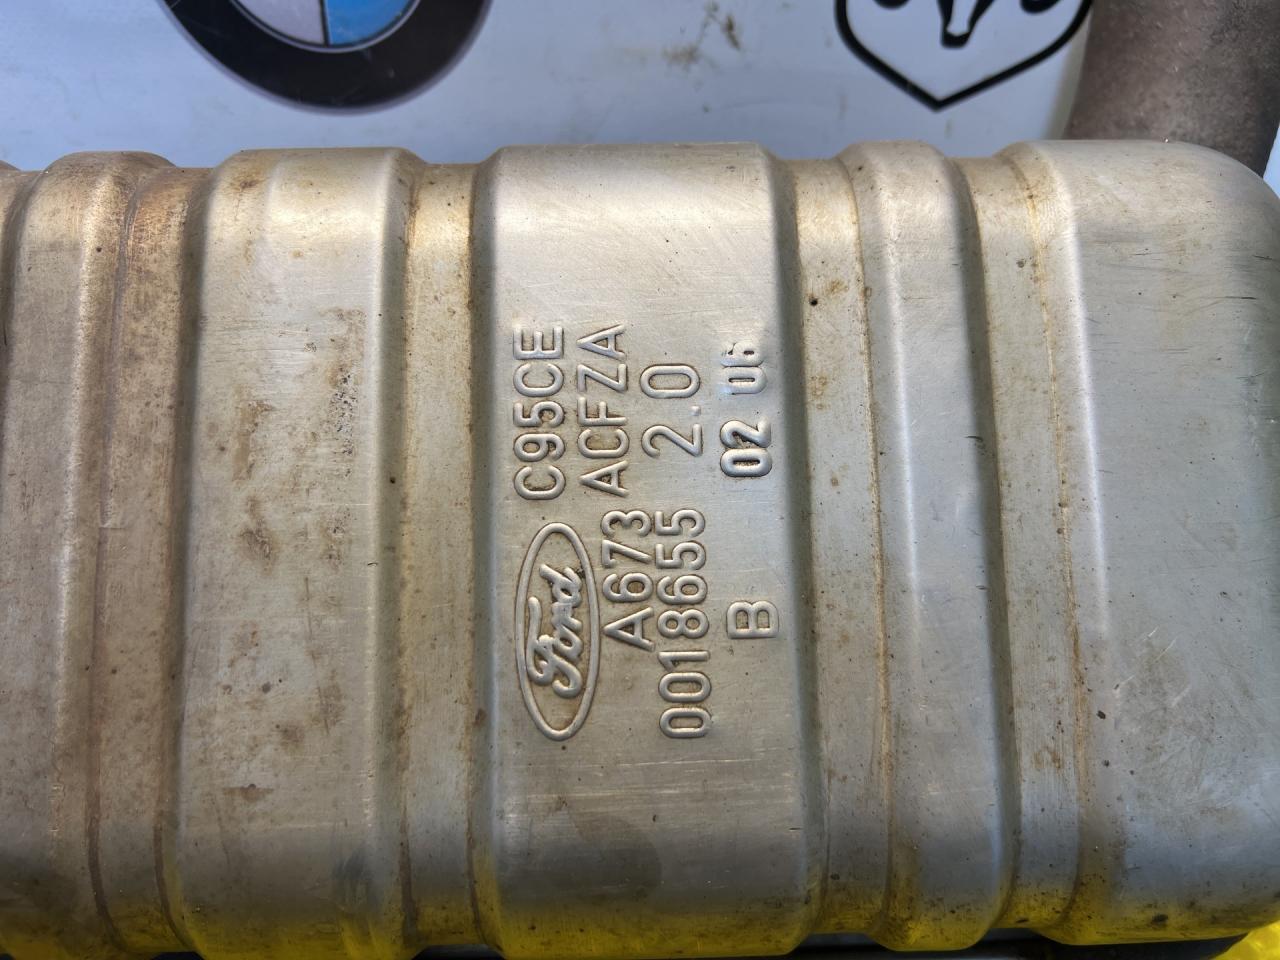 C95CE
ACFZA
Ford
A673
2.0
0018655
02 06
B